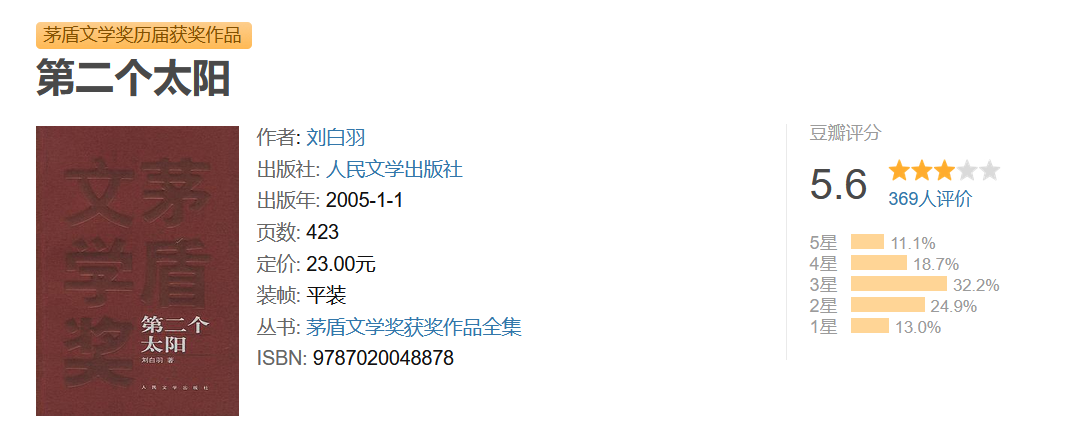 茅盾文学奖历届获奖作品
第二个太阳
茅盾
文学奖
第二个
太阳
刘白羽 著
人民文学出版社
作者: 刘白羽
出版社: 人民文学出版社
出版年: 2005-1-1
页数: 423
定价: 23.00元
装帧: 平装
丛书: 茅盾文学奖获奖作品全集
ISBN: 9787020048878
豆瓣评分
5.6
369人评价
5星 11.1%
4星 18.7%
3星 32.2%
2星 24.9%
1星 13.0%